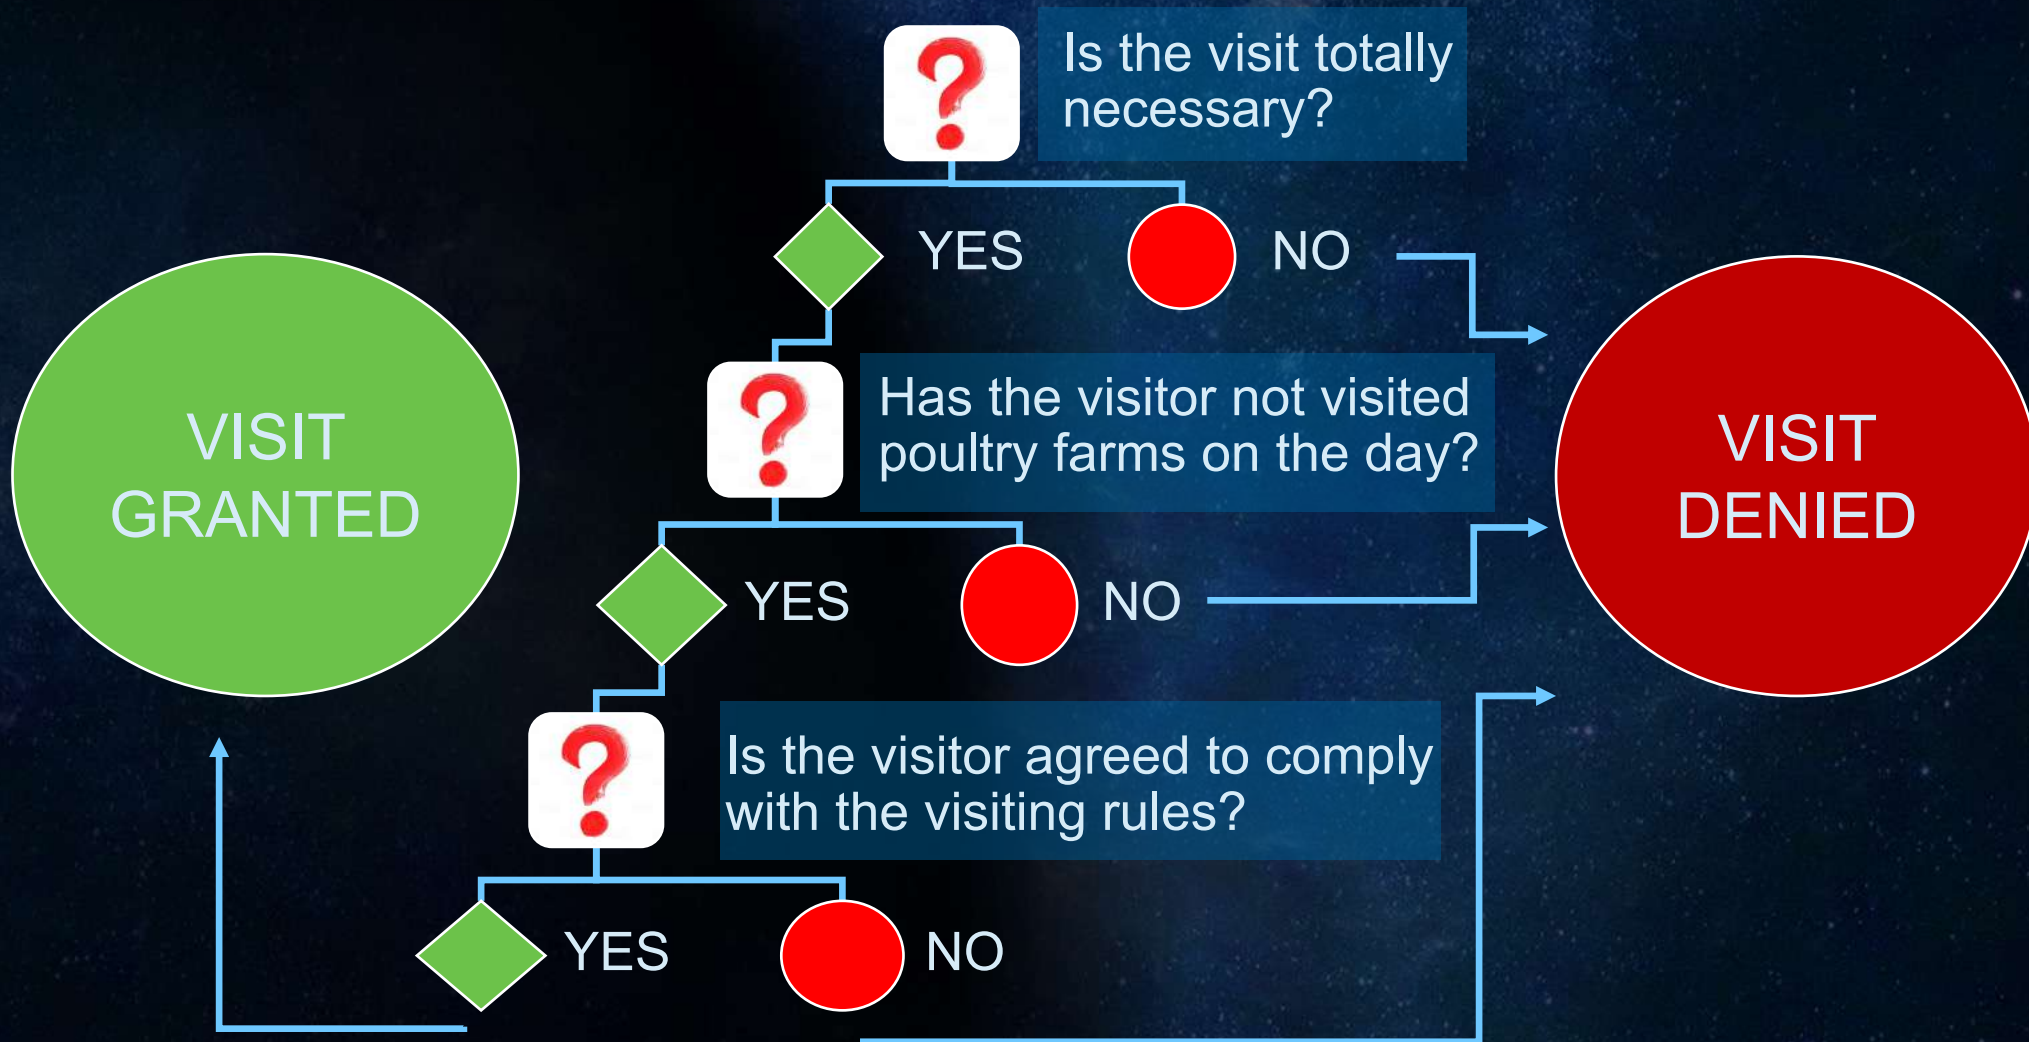 Is the visit totally
necessary?
YES
NO
VISIT
GRANTED
Has the visitor not visited
poultry farms on the day?
VISIT
DENIED
YES
NO
Is the visitor agreed to comply
with the visiting rules?
YES
NO